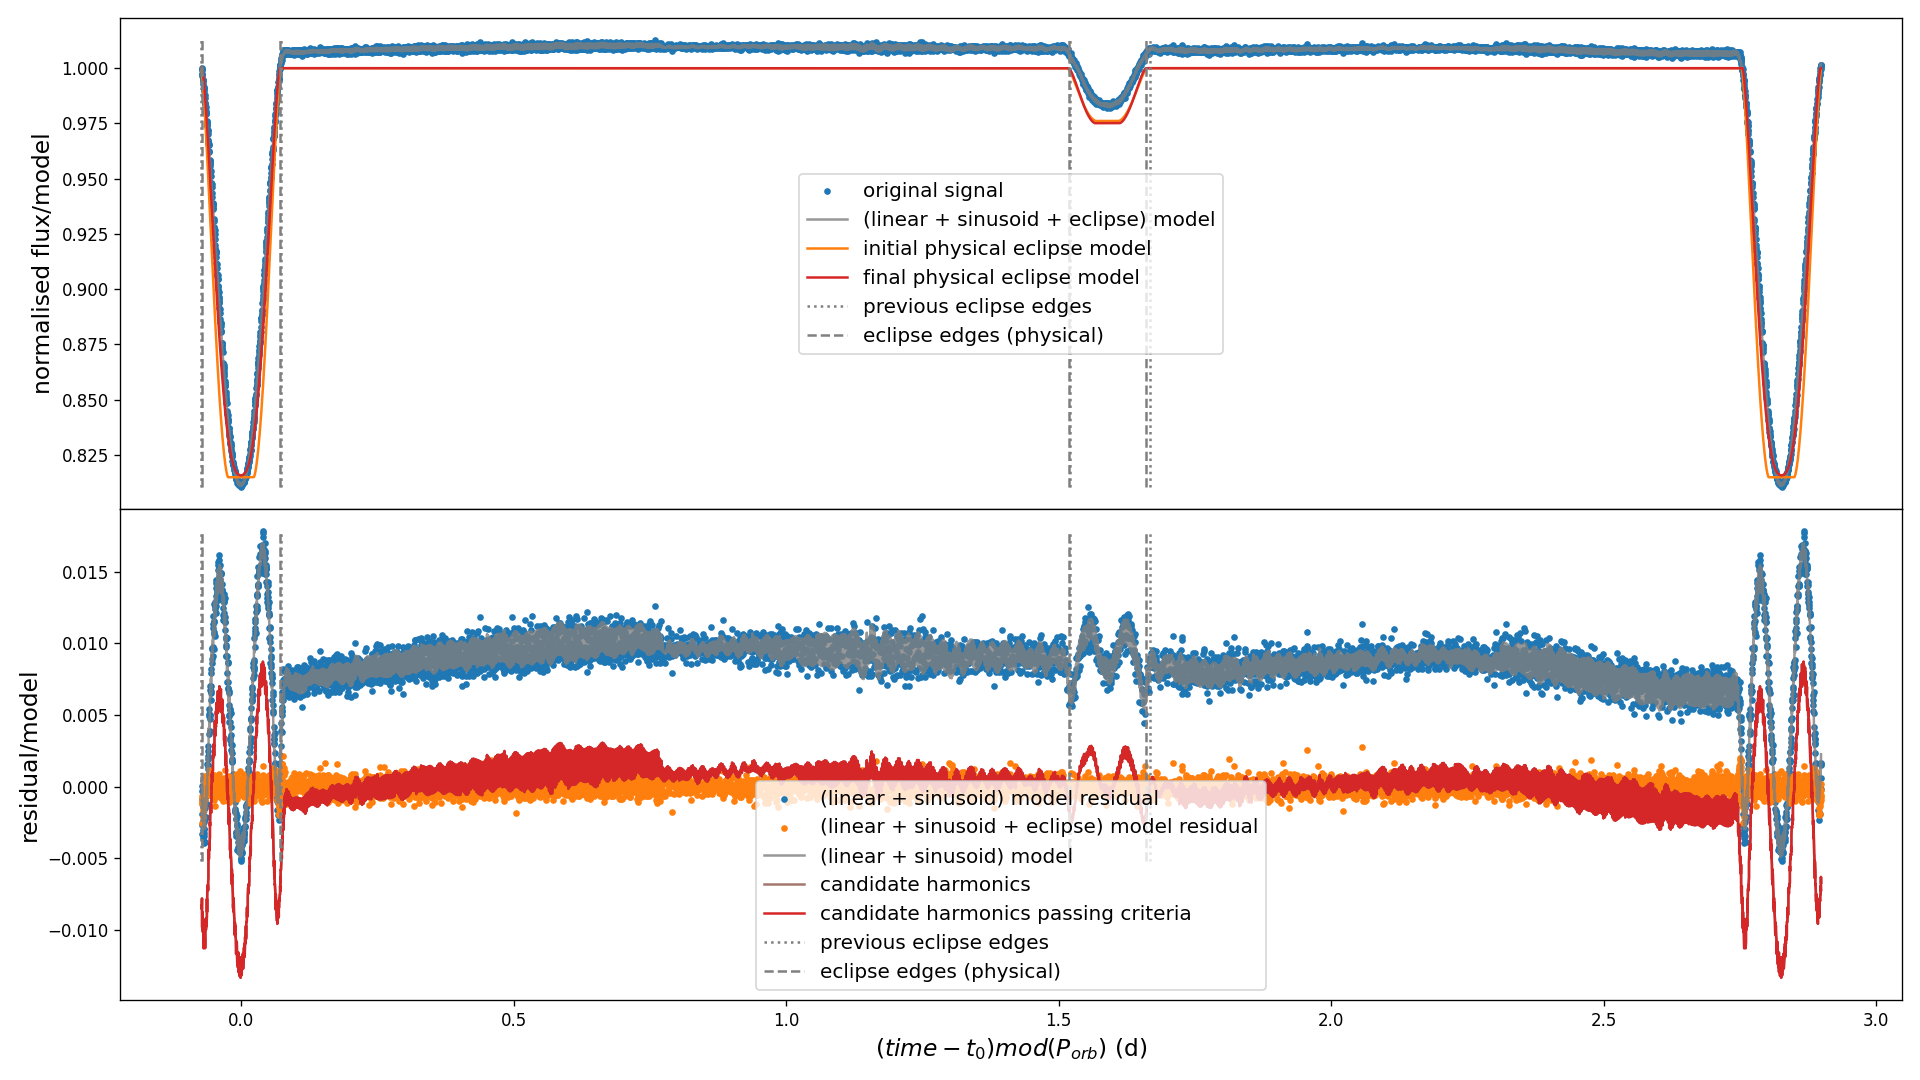 normalised flux/model
1.000
0.975
0.950
0.925
0.900
0.875
0.850
0.825
original signal
(linear + sinusoid + eclipse) model
initial physical eclipse model
final physical eclipse model
previous eclipse edges
eclipse edges (physical)
residual/model
0.015
0.010
0.005
0.000
−0.005
−0.010
(linear + sinusoid) model residual
(linear + sinusoid + eclipse) model residual
(linear + sinusoid) model
candidate harmonics
candidate harmonics passing criteria
previous eclipse edges
eclipse edges (physical)
0.0 0.5 1.0 1.5 2.0 2.5 3.0
(time − t₀)mod(P_orb) (d)